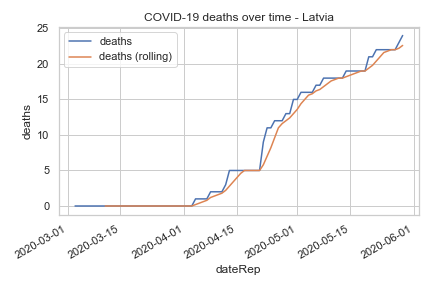 COVID-19 deaths over time - Latvia
deaths
deaths (rolling)
25
20
15
10
5
0
deaths
2020-03-01
2020-03-15
2020-04-01
2020-04-15
2020-05-01
2020-05-15
2020-06-01
dateRep